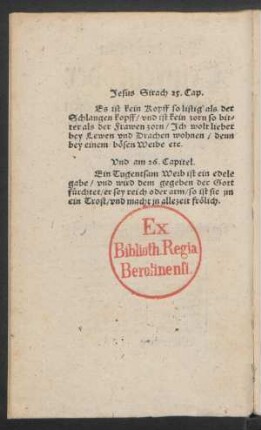 Jesus Sirach 25. Cap.
Es ist kein Kopff so listig als der
Schlangen kopff / vnd ist kein zorn so bit-
ter als der Frawen zorn / Ich wolt lieber
bey Lewen vnd Drachen wohnen / denn
bey einem bösen Weibe etc.
Vnd am 26. Capitel.
Ein Tugentsam Weib ist ein edele
gabe / vnd wird dem gegeben der Gott
fürchtet / er sey reich oder arm / so ist sie jm
ein Trost / vnd macht jn allezeit frölich.
Ex
Biblioth. Regia
Berolinensi.